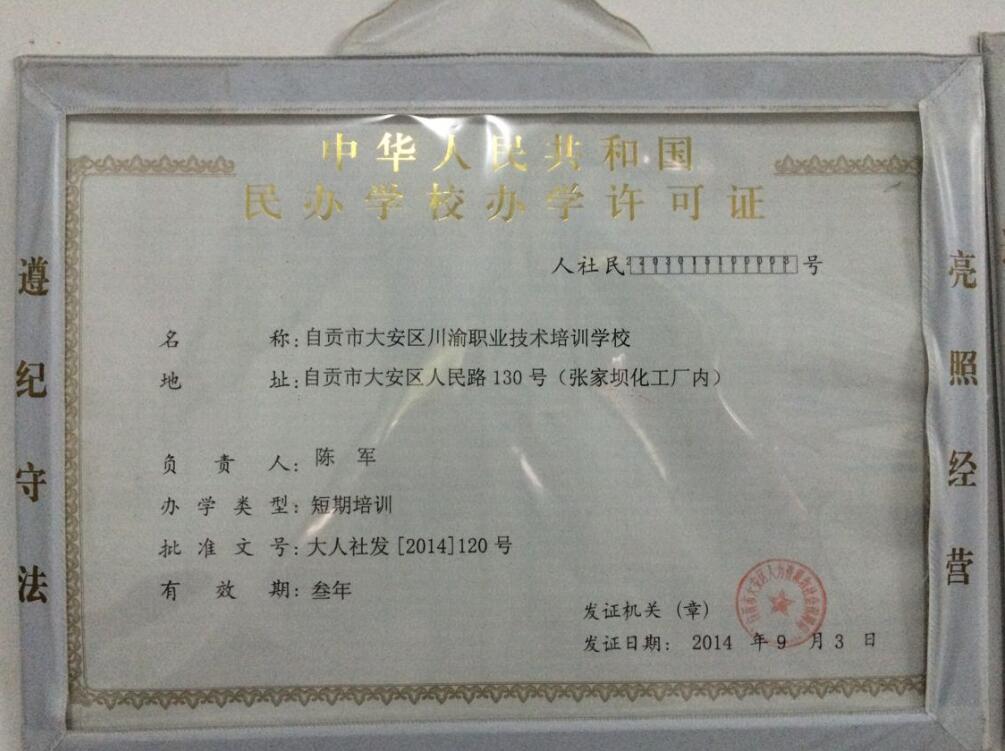 中华人民共和国
民办学校办学许可证
人社民 号
名 称：自贡市大安区川渝职业技术培训学校
地 址：自贡市大安区人民路130号（张家坝化工厂内）
负 责 人：陈 军
办 学 类 型：短期培训
批 准 文 号：大人社发[2014]120号
有 效 期：叁年
发证机关（章）
发证日期： 2014 年 9 月 3 日
遵纪守法
亮照经营